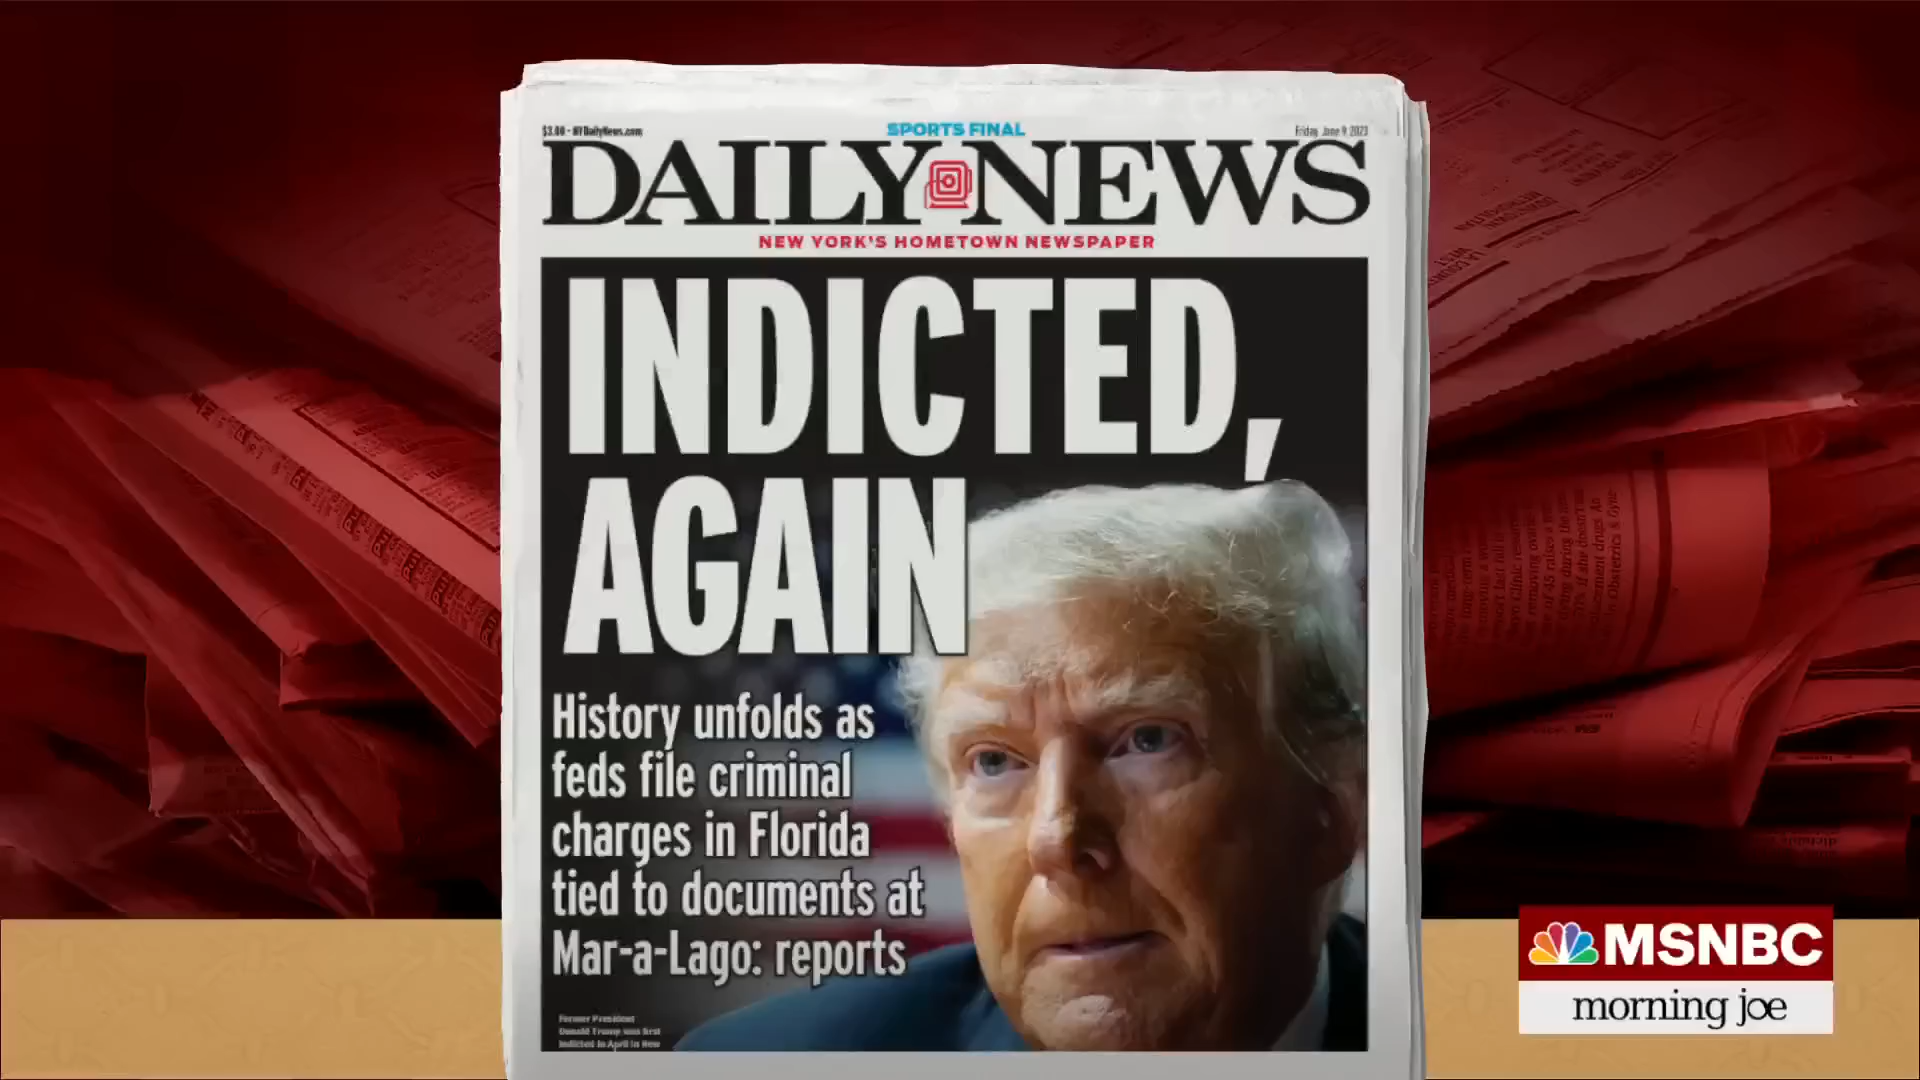 $3.00 • NYDailyNews.com
SPORTS FINAL
Friday, June 9, 2023
DAILY NEWS
NEW YORK'S HOMETOWN NEWSPAPER
INDICTED,
AGAIN
History unfolds as
feds file criminal
charges in Florida
tied to documents at
Mar-a-Lago: reports
Former President
Donald Trump was first
indicted in April in New
MSNBC
morning joe